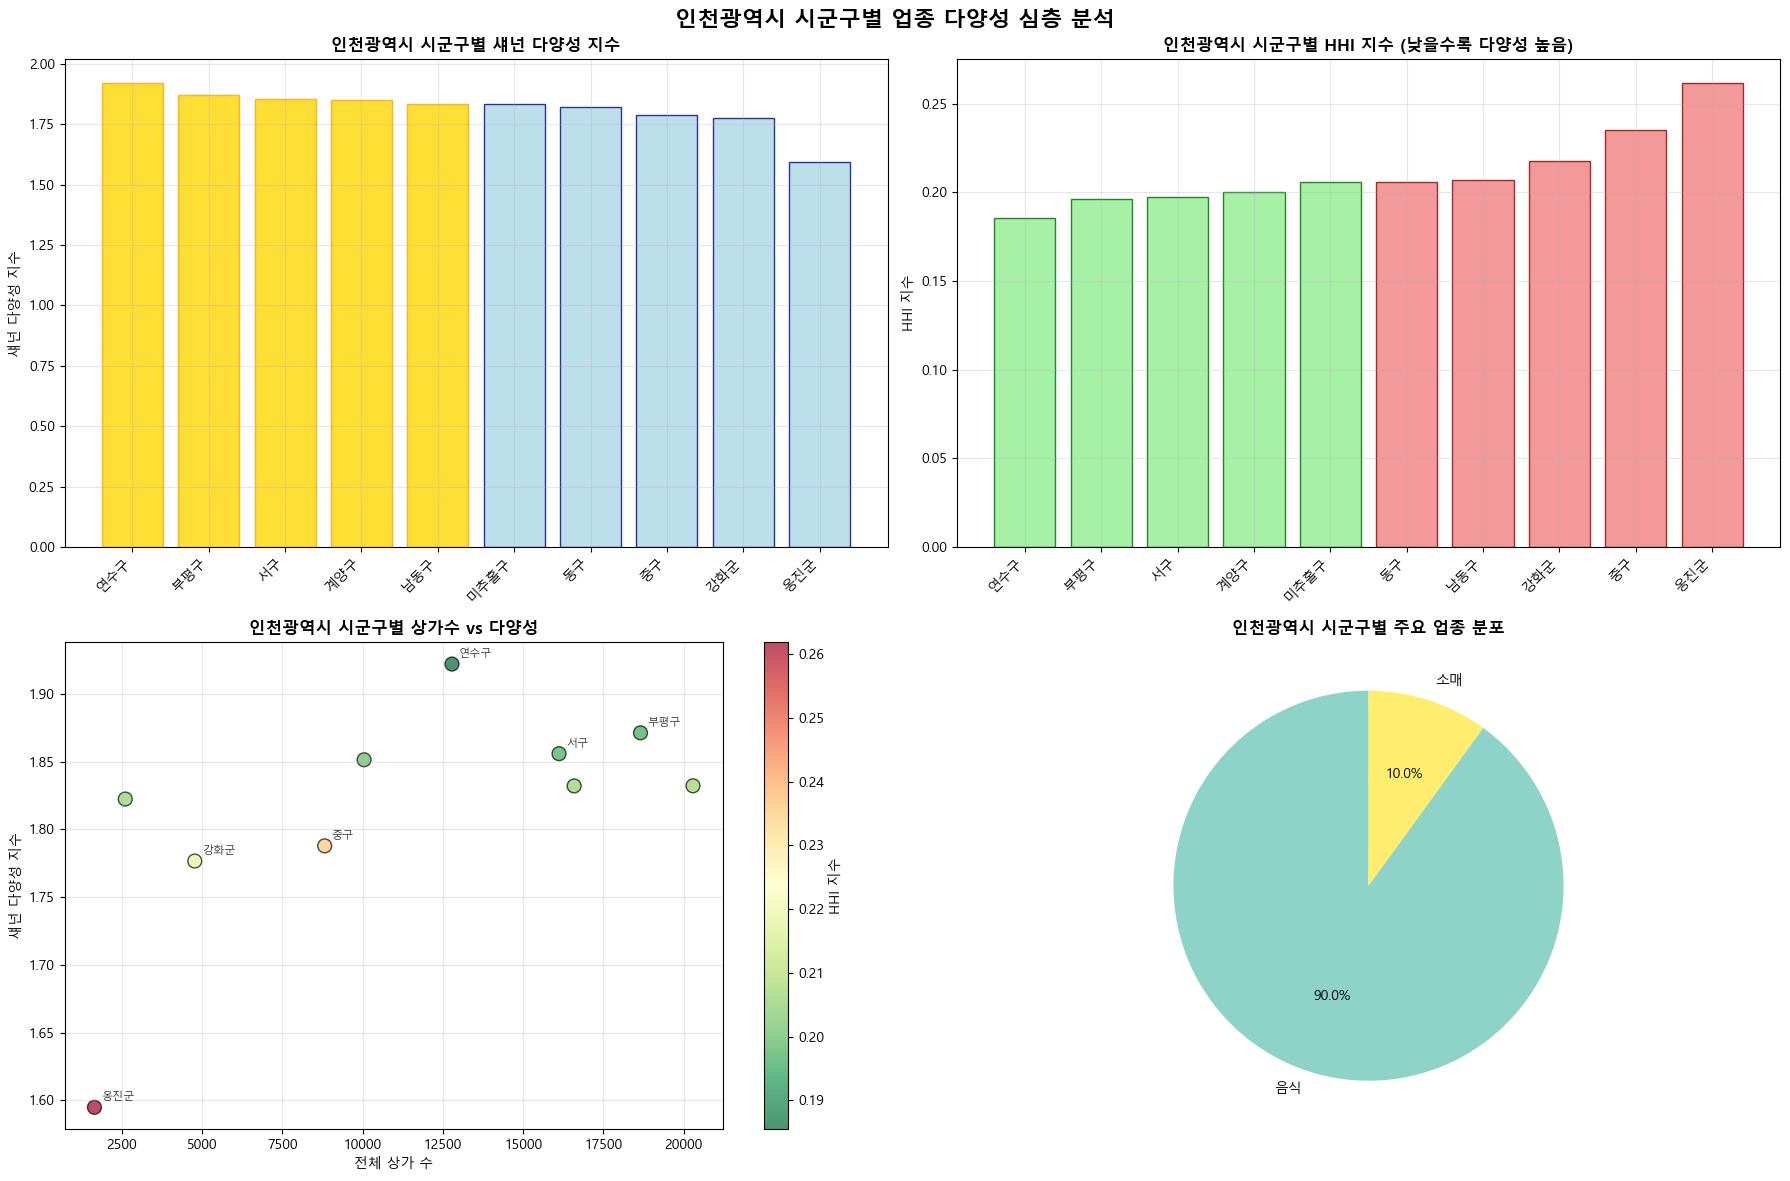 인천광역시 시군구별 업종 다양성 심층 분석
인천광역시 시군구별 섀넌 다양성 지수
섀넌 다양성 지수
2.00
1.75
1.50
1.25
1.00
0.75
0.50
0.25
0.00
연수구
부평구
서구
계양구
남동구
미추홀구
동구
중구
강화군
옹진군
인천광역시 시군구별 HHI 지수 (낮을수록 다양성 높음)
HHI 지수
0.25
0.20
0.15
0.10
0.05
0.00
연수구
부평구
서구
계양구
미추홀구
동구
남동구
강화군
중구
옹진군
인천광역시 시군구별 상가수 vs 다양성
섀넌 다양성 지수
1.90
1.85
1.80
1.75
1.70
1.65
1.60
연수구
부평구
서구
중구
강화군
옹진군
2500
5000
7500
10000
12500
15000
17500
20000
전체 상가 수
0.26
0.25
0.24
0.23
0.22
0.21
0.20
0.19
HHI 지수
인천광역시 시군구별 주요 업종 분포
소매
10.0%
90.0%
음식